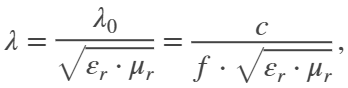 λ = λ₀ / √(εᵣ · μᵣ) = c / (f · √(εᵣ · μᵣ)) ,